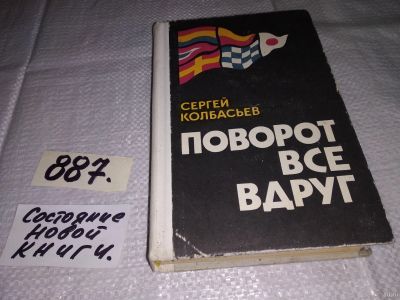 СЕРГЕЙ
КОЛБАСЬЕВ
ПОВОРОТ
ВСЕ
ВДРУГ
887.
Состояние
новой
книги.